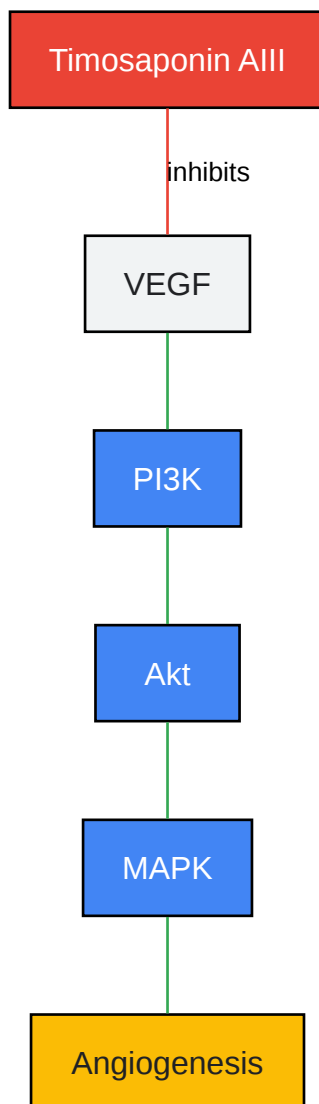 Timosaponin AIII
inhibits
VEGF
PI3K
Akt
MAPK
Angiogenesis